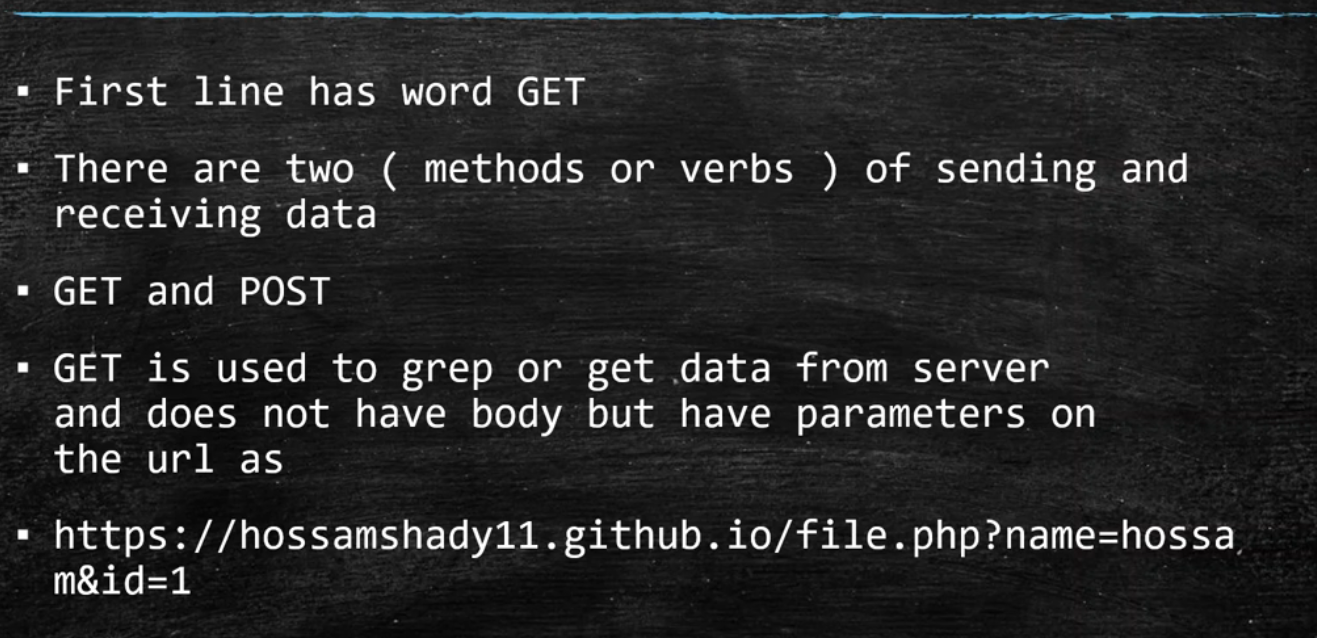 ▪ First line has word GET
▪ There are two ( methods or verbs ) of sending and
receiving data
▪ GET and POST
▪ GET is used to grep or get data from server
and does not have body but have parameters on
the url as
▪ https://hossamshady11.github.io/file.php?name=hossa
m&id=1